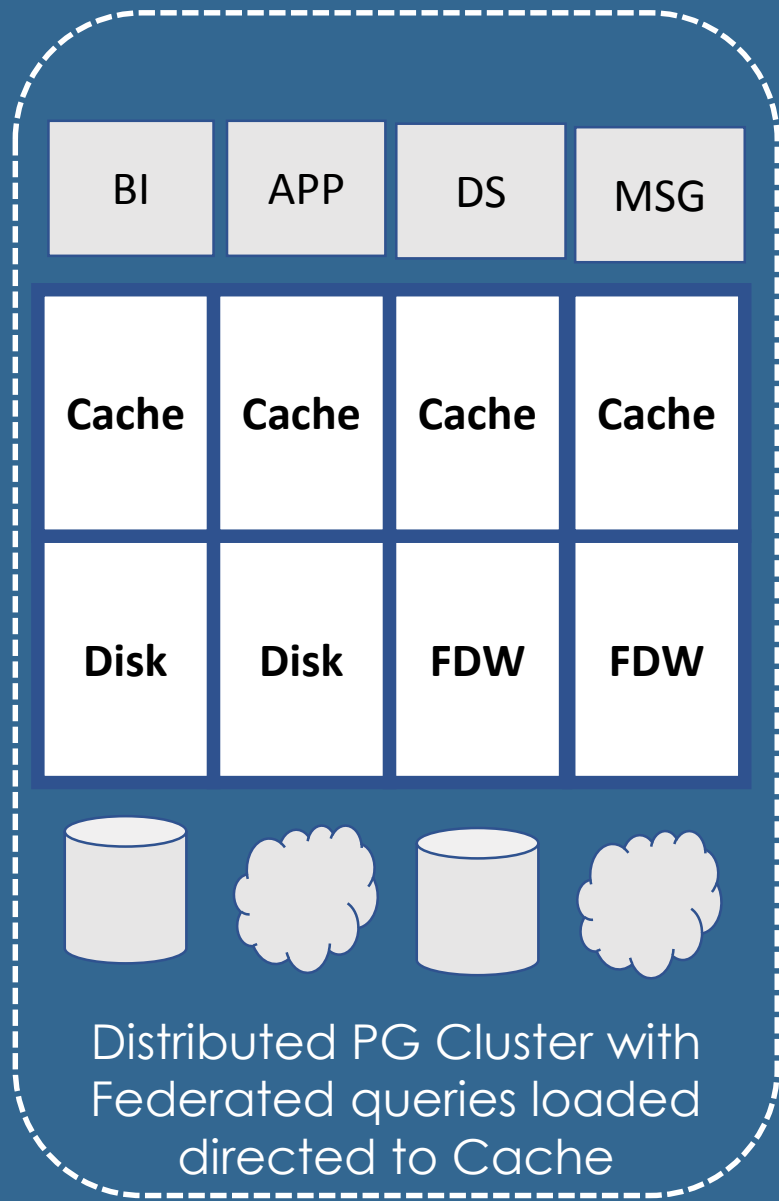 BI APP DS MSG
Cache Cache Cache Cache
Disk Disk FDW FDW
Distributed PG Cluster with
Federated queries loaded
directed to Cache